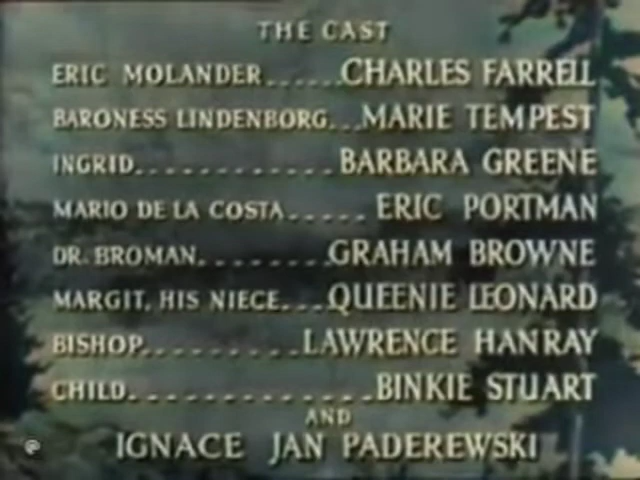 THE CAST
ERIC MOLANDER......CHARLES FARRELL
BARONESS LINDENBORG...MARIE TEMPEST
INGRID.............BARBARA GREENE
MARIO DE LA COSTA..... ERIC PORTMAN
DR. BROMAN........GRAHAM BROWNE
MARGIT, HIS NIECE...QUEENIE LEONARD
BISHOP..........LAWRENCE HANRAY
CHILD..............BINKIE STUART
AND
IGNACE JAN PADEREWSKI